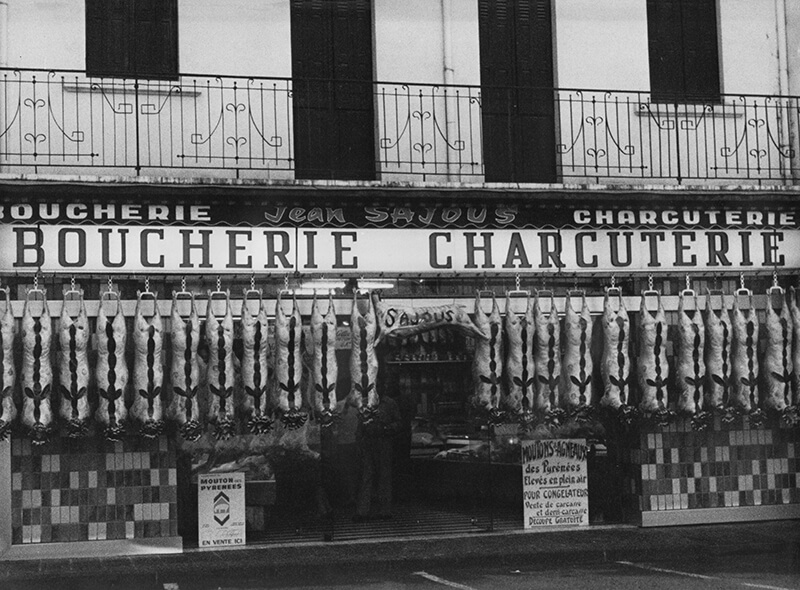 BOUCHERIE Jean SAJOUS CHARCUTERIE
BOUCHERIE CHARCUTERIE
SAJOUS
MOUTON DES
PYRENEES
EN VENTE ICI
MOUTONS & AGNEAUX
des Pyrénées
Elevés en plein air
POUR CONGELATEUR
Vente de carcasse
et demi-carcasse
DÉCOUPE GRATUITE